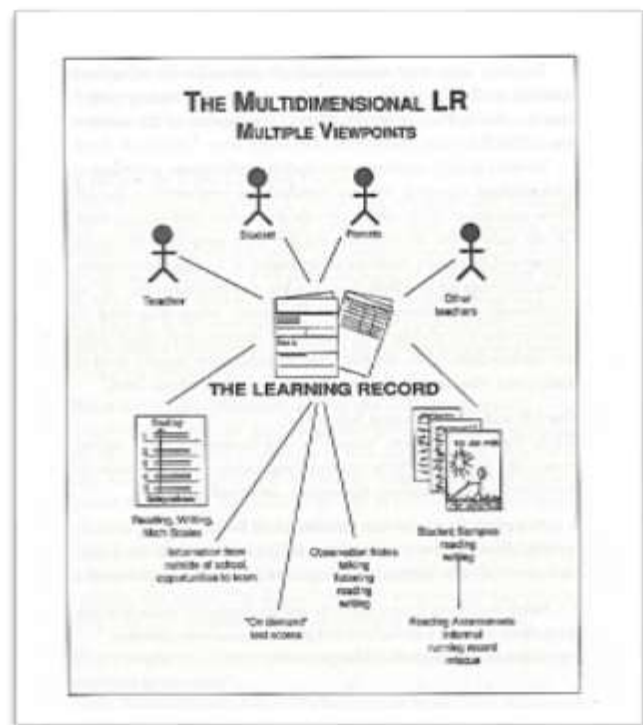 THE MULTIDIMENSIONAL LR
MULTIPLE VIEWPOINTS
Student
Parents
Teacher
Other
teachers
THE LEARNING RECORD
Reading, Writing,
Math Scales
Information from
outside of school,
opportunities to learn
"On demand"
test scores
Observation Notes
talking
listening
reading
writing
Student Samples
reading
writing
Reading Assessments
informal
running record
miscue